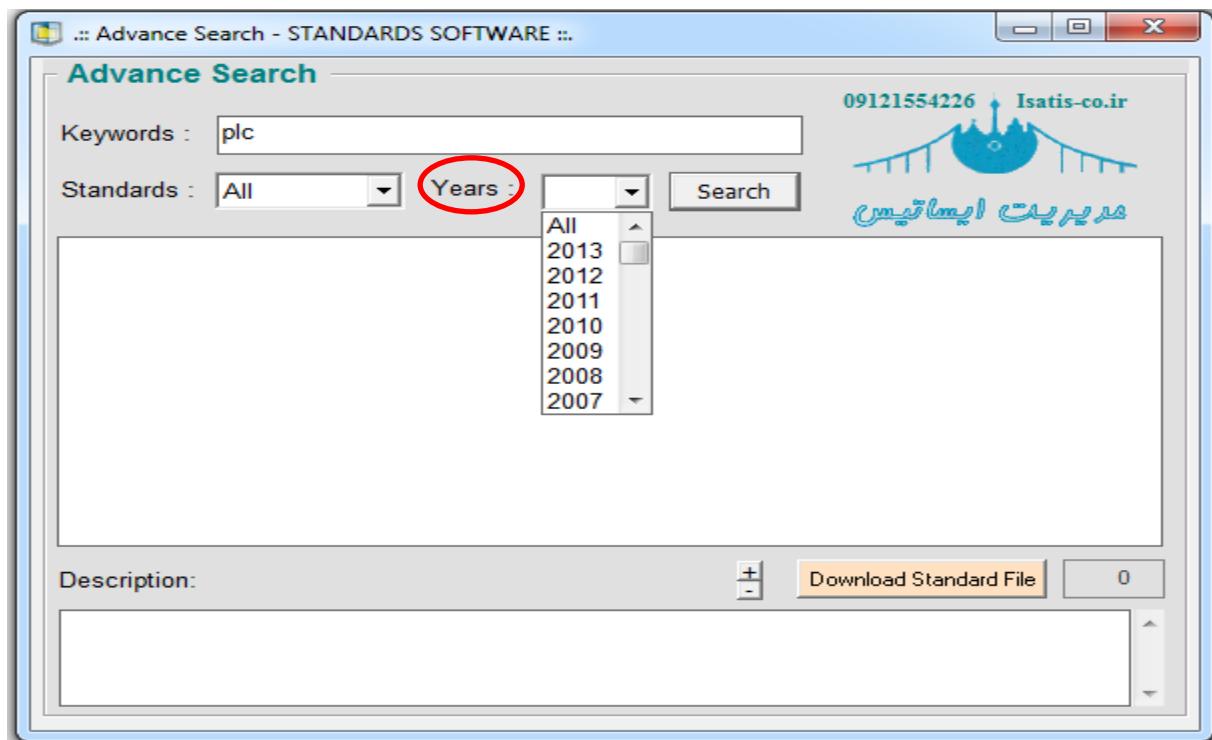 .:: Advance Search - STANDARDS SOFTWARE ::.
Advance Search
09121554226 Isatis-co.ir
Keywords : plc
Standards : All Years : Search
مدیریت ایساتیس
All
2013
2012
2011
2010
2009
2008
2007
Description: + - Download Standard File 0